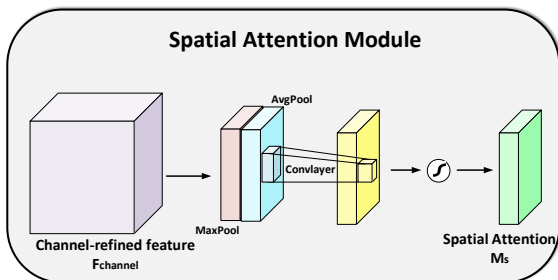 Spatial Attention Module
AvgPool
Convlayer
MaxPool
Channel-refined feature
Fchannel
Spatial Attention
Ms